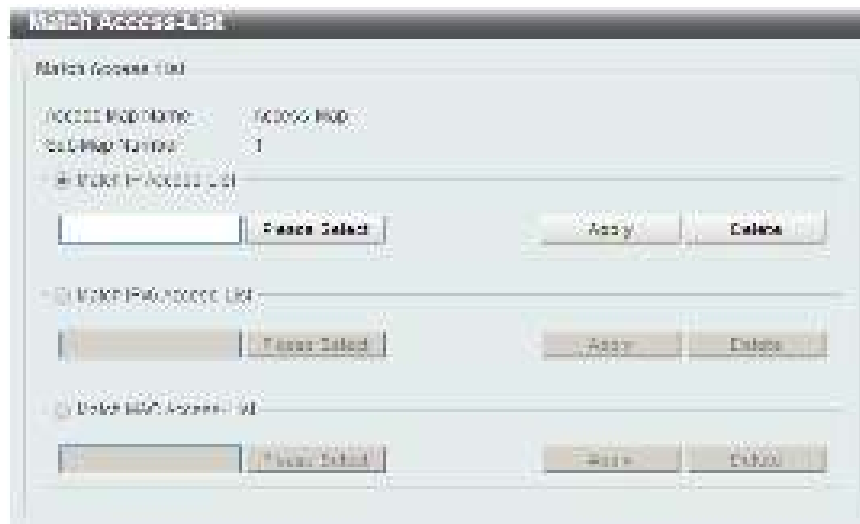 Match Access-List
Match Access List
Access Map Name Access Map
Sub Map Number 1
Match IP Access List
Please Select Apply Delete
Match IPv6 Access List
Please Select Apply Delete
Match MAC Access-List
Please Select Apply Delete